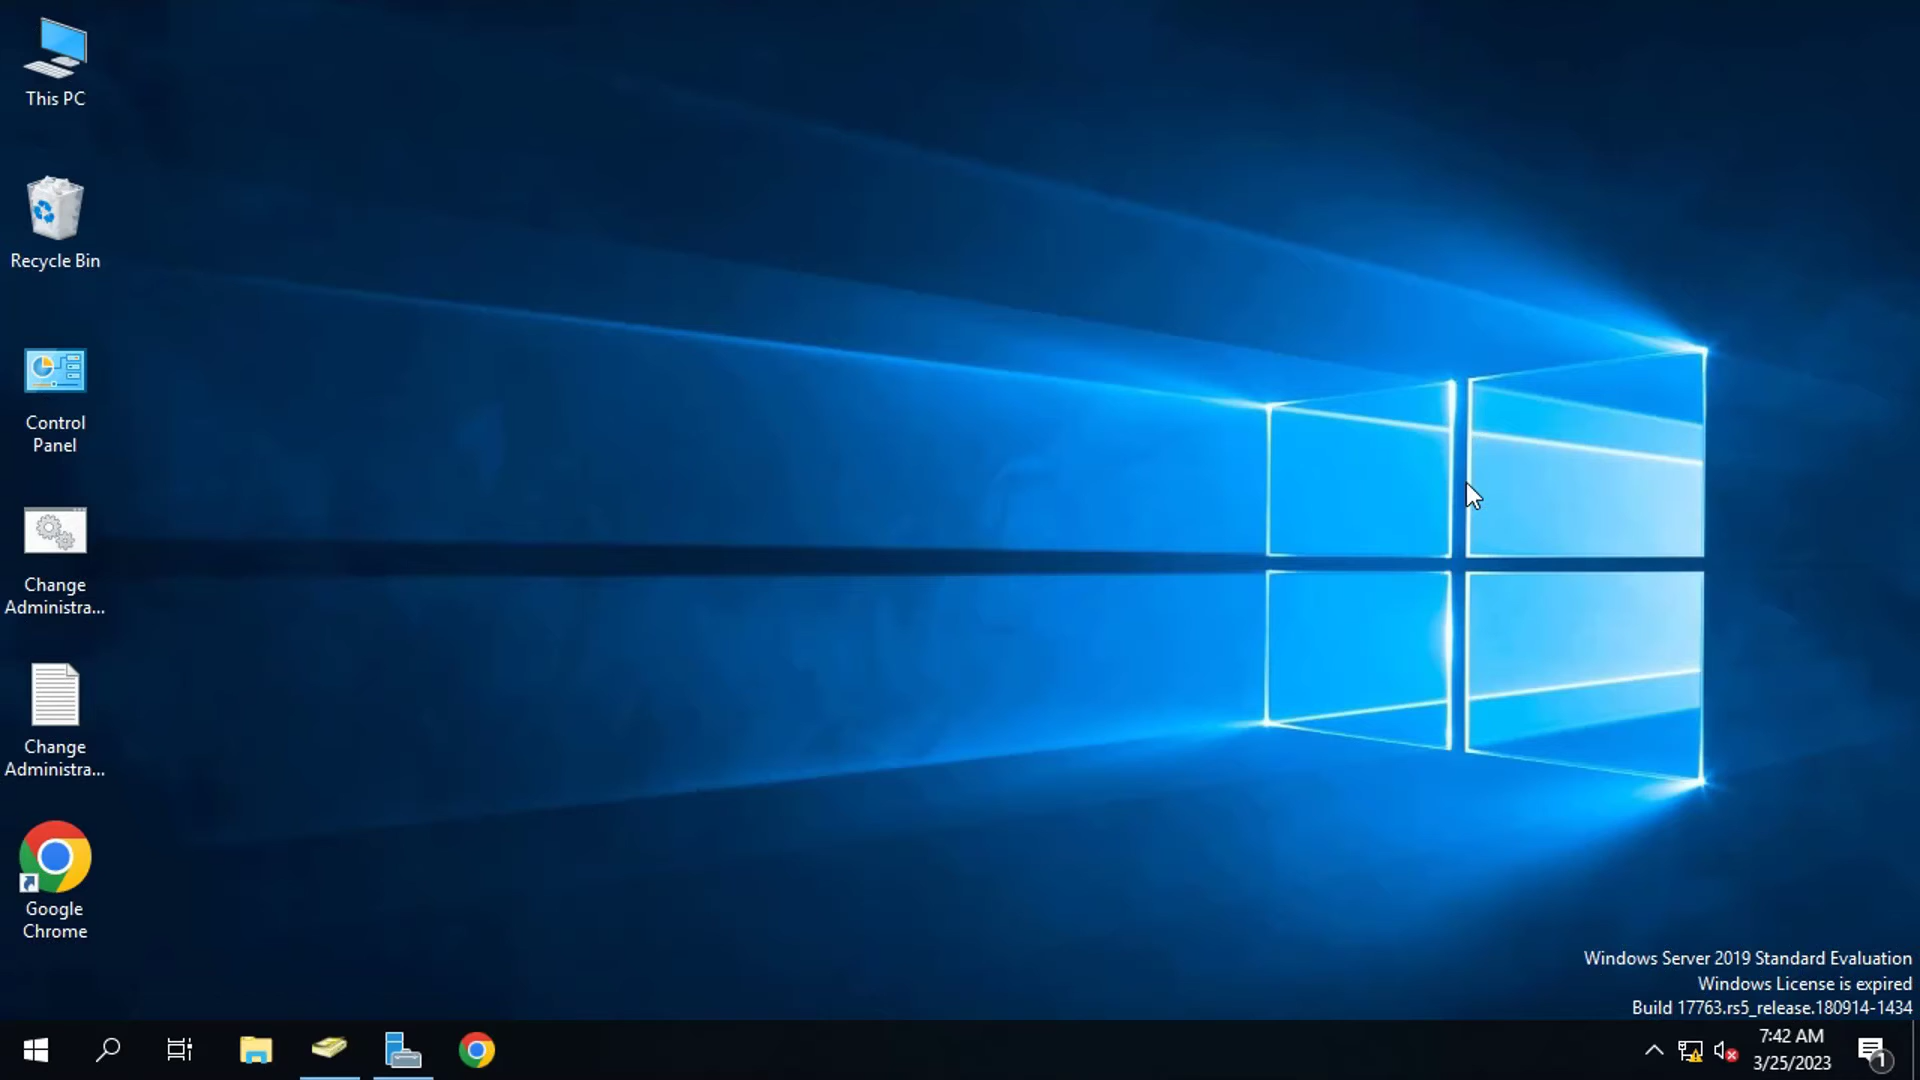 This PC
Recycle Bin
Control
Panel
Change
Administra...
Change
Administra...
Google
Chrome
Windows Server 2019 Standard Evaluation
Windows License is expired
Build 17763.rs5_release.180914-1434
7:42 AM
3/25/2023
1